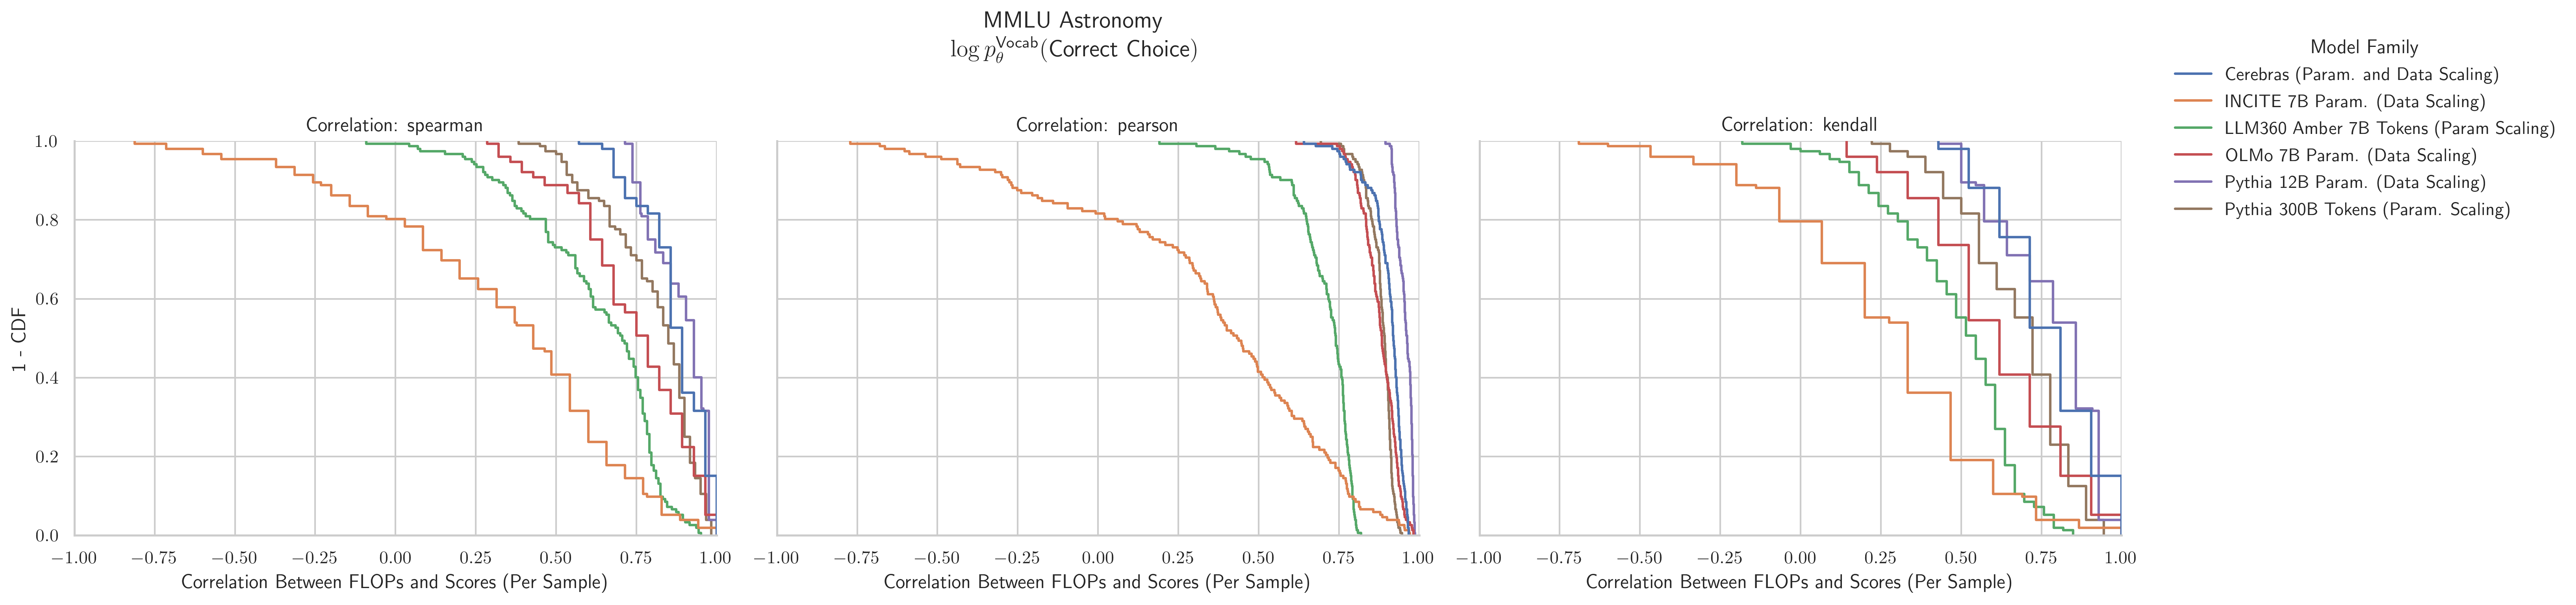 MMLU Astronomy
log p_θ^Vocab(Correct Choice)
Model Family
Cerebras (Param. and Data Scaling)
INCITE 7B Param. (Data Scaling)
LLM360 Amber 7B Tokens (Param Scaling)
OLMo 7B Param. (Data Scaling)
Pythia 12B Param. (Data Scaling)
Pythia 300B Tokens (Param. Scaling)
Correlation: spearman
1 - CDF
1.0
0.8
0.6
0.4
0.2
0.0
−1.00 −0.75 −0.50 −0.25 0.00 0.25 0.50 0.75 1.00
Correlation Between FLOPs and Scores (Per Sample)
Correlation: pearson
−1.00 −0.75 −0.50 −0.25 0.00 0.25 0.50 0.75 1.00
Correlation Between FLOPs and Scores (Per Sample)
Correlation: kendall
−1.00 −0.75 −0.50 −0.25 0.00 0.25 0.50 0.75 1.00
Correlation Between FLOPs and Scores (Per Sample)